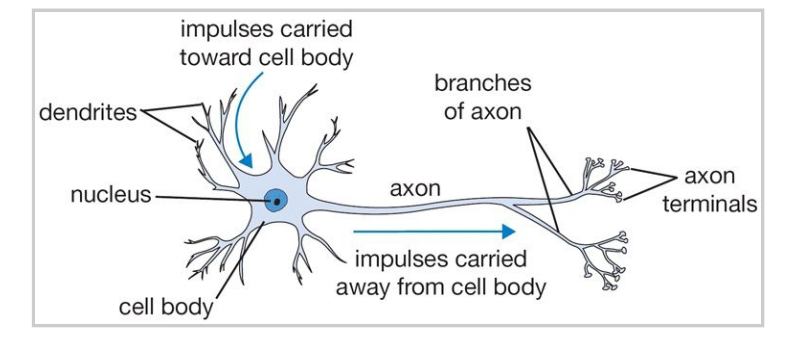 impulses carried
toward cell body
dendrites
branches
of axon
nucleus
axon
axon
terminals
impulses carried
away from cell body
cell body